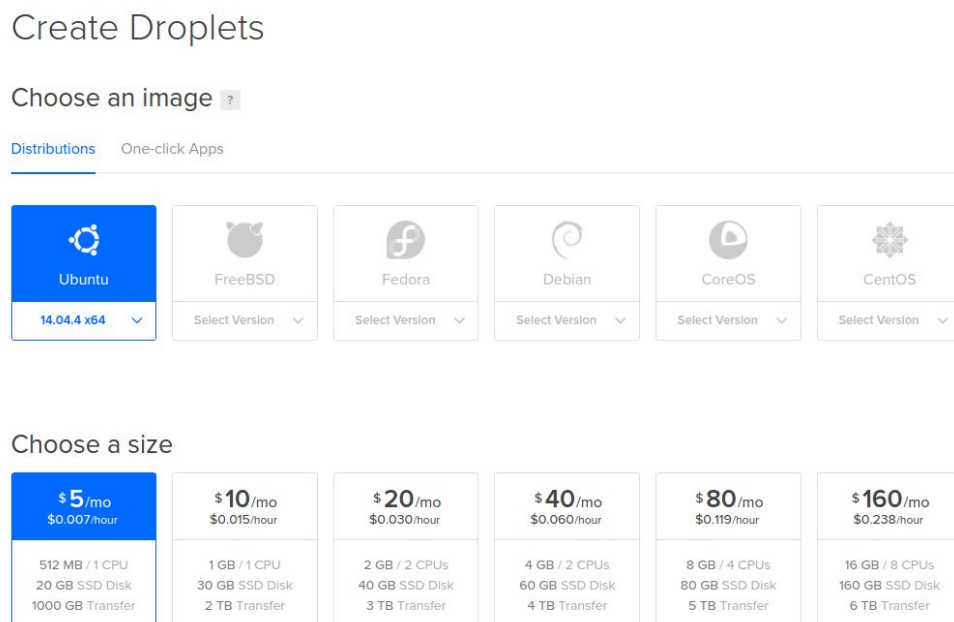 Create Droplets
Choose an image ?
Distributions One-click Apps
Ubuntu FreeBSD Fedora Debian CoreOS CentOS
14.04.4 x64 Select Version Select Version Select Version Select Version Select Version
Choose a size
$5/mo $10/mo $20/mo $40/mo $80/mo $160/mo
$0.007/hour $0.015/hour $0.030/hour $0.060/hour $0.119/hour $0.238/hour
512 MB / 1 CPU 1 GB / 1 CPU 2 GB / 2 CPUs 4 GB / 2 CPUs 8 GB / 4 CPUs 16 GB / 8 CPUs
20 GB SSD Disk 30 GB SSD Disk 40 GB SSD Disk 60 GB SSD Disk 80 GB SSD Disk 160 GB SSD Disk
1000 GB Transfer 2 TB Transfer 3 TB Transfer 4 TB Transfer 5 TB Transfer 6 TB Transfer